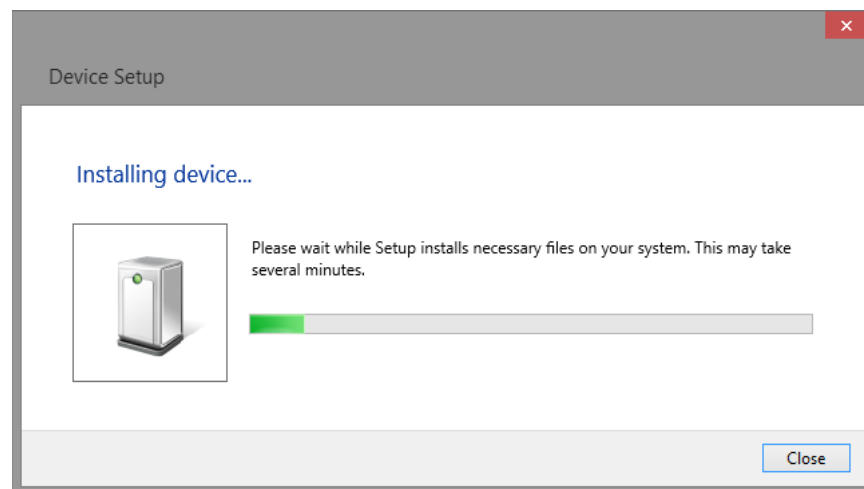 Device Setup
Installing device...
Please wait while Setup installs necessary files on your system. This may take
several minutes.
Close